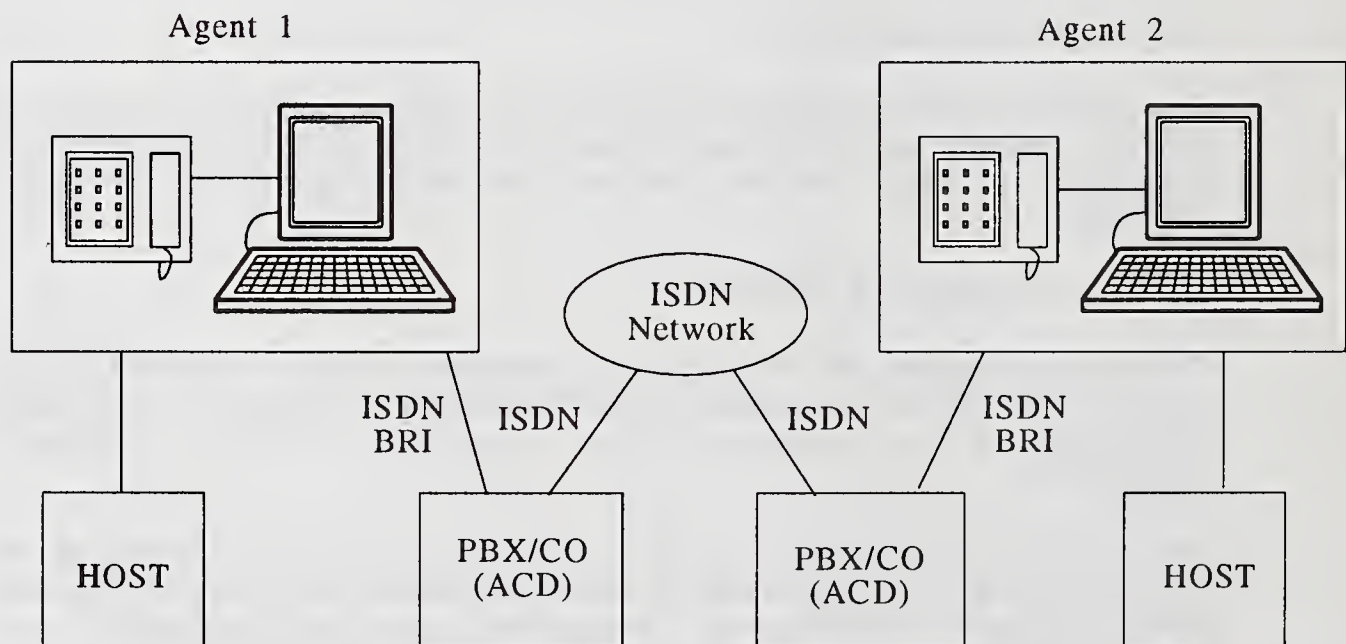 Agent 1
Agent 2
ISDN
Network
ISDN
BRI
ISDN
ISDN
ISDN
BRI
HOST
PBX/CO
(ACD)
PBX/CO
(ACD)
HOST